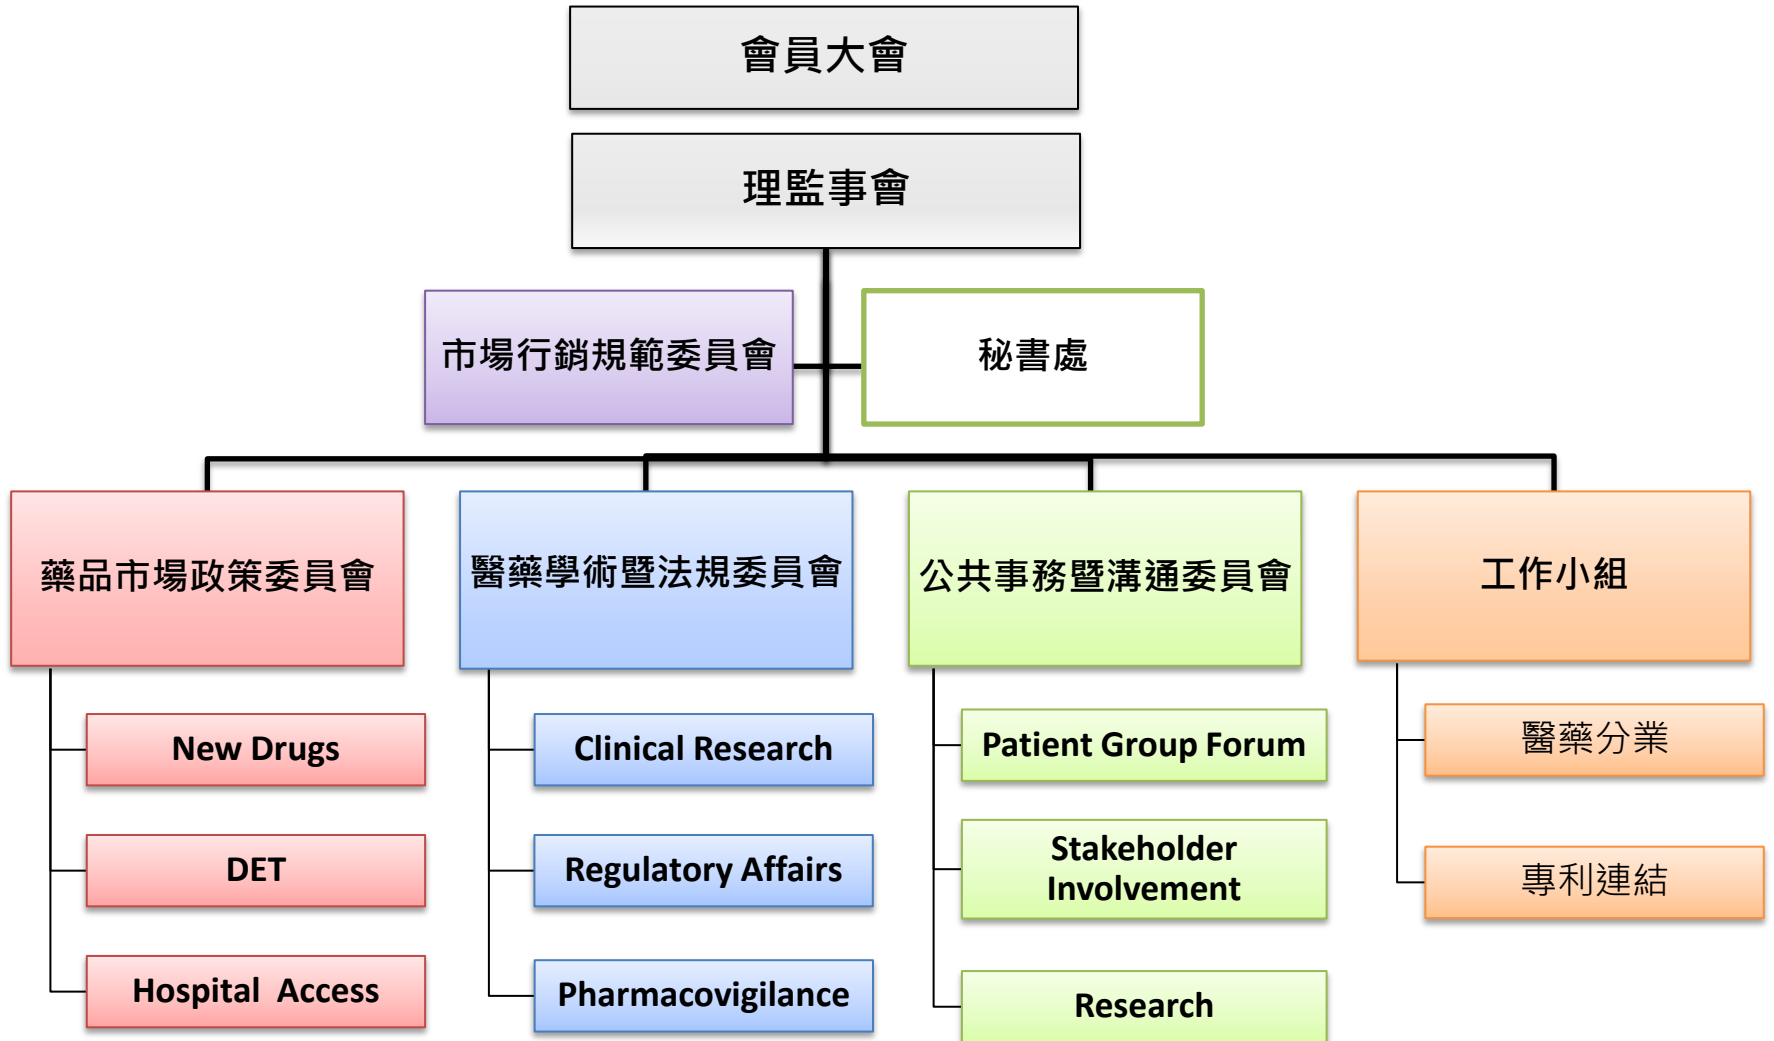 會員大會
理監事會
市場行銷規範委員會
秘書處
藥品市場政策委員會
醫藥學術暨法規委員會
公共事務暨溝通委員會
工作小組
New Drugs
DET
Hospital Access
Clinical Research
Regulatory Affairs
Pharmacovigilance
Patient Group Forum
Stakeholder
Involvement
Research
醫藥分業
專利連結